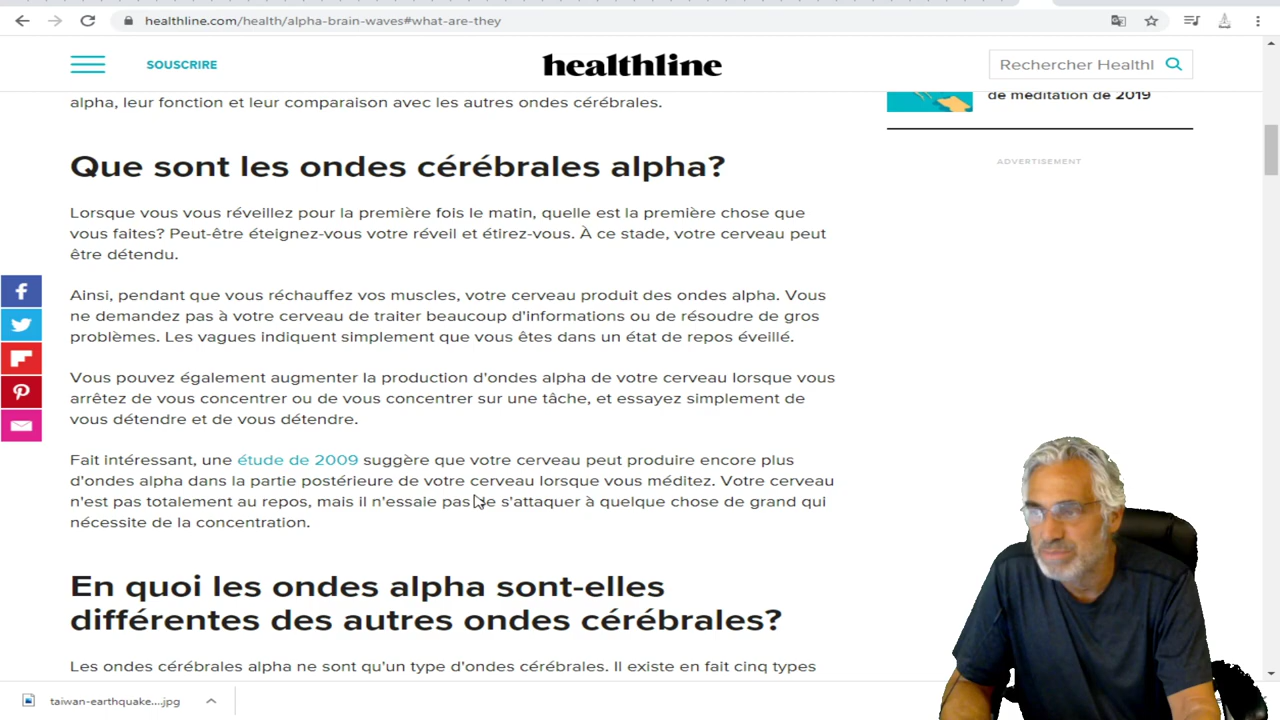 healthline.com/health/alpha-brain-waves#what-are-they
SOUSCRIRE
healthline
Rechercher Healthl
alpha, leur fonction et leur comparaison avec les autres ondes cérébrales.
de méditation de 2019
ADVERTISEMENT
Que sont les ondes cérébrales alpha?
Lorsque vous vous réveillez pour la première fois le matin, quelle est la première chose que
vous faites? Peut-être éteignez-vous votre réveil et étirez-vous. À ce stade, votre cerveau peut
être détendu.
Ainsi, pendant que vous réchauffez vos muscles, votre cerveau produit des ondes alpha. Vous
ne demandez pas à votre cerveau de traiter beaucoup d'informations ou de résoudre de gros
problèmes. Les vagues indiquent simplement que vous êtes dans un état de repos éveillé.
Vous pouvez également augmenter la production d'ondes alpha de votre cerveau lorsque vous
arrêtez de vous concentrer ou de vous concentrer sur une tâche, et essayez simplement de
vous détendre et de vous détendre.
Fait intéressant, une étude de 2009 suggère que votre cerveau peut produire encore plus
d'ondes alpha dans la partie postérieure de votre cerveau lorsque vous méditez. Votre cerveau
n'est pas totalement au repos, mais il n'essaie pas de s'attaquer à quelque chose de grand qui
nécessite de la concentration.
En quoi les ondes alpha sont-elles
différentes des autres ondes cérébrales?
Les ondes cérébrales alpha ne sont qu'un type d'ondes cérébrales. Il existe en fait cinq types
taiwan-earthquake....jpg